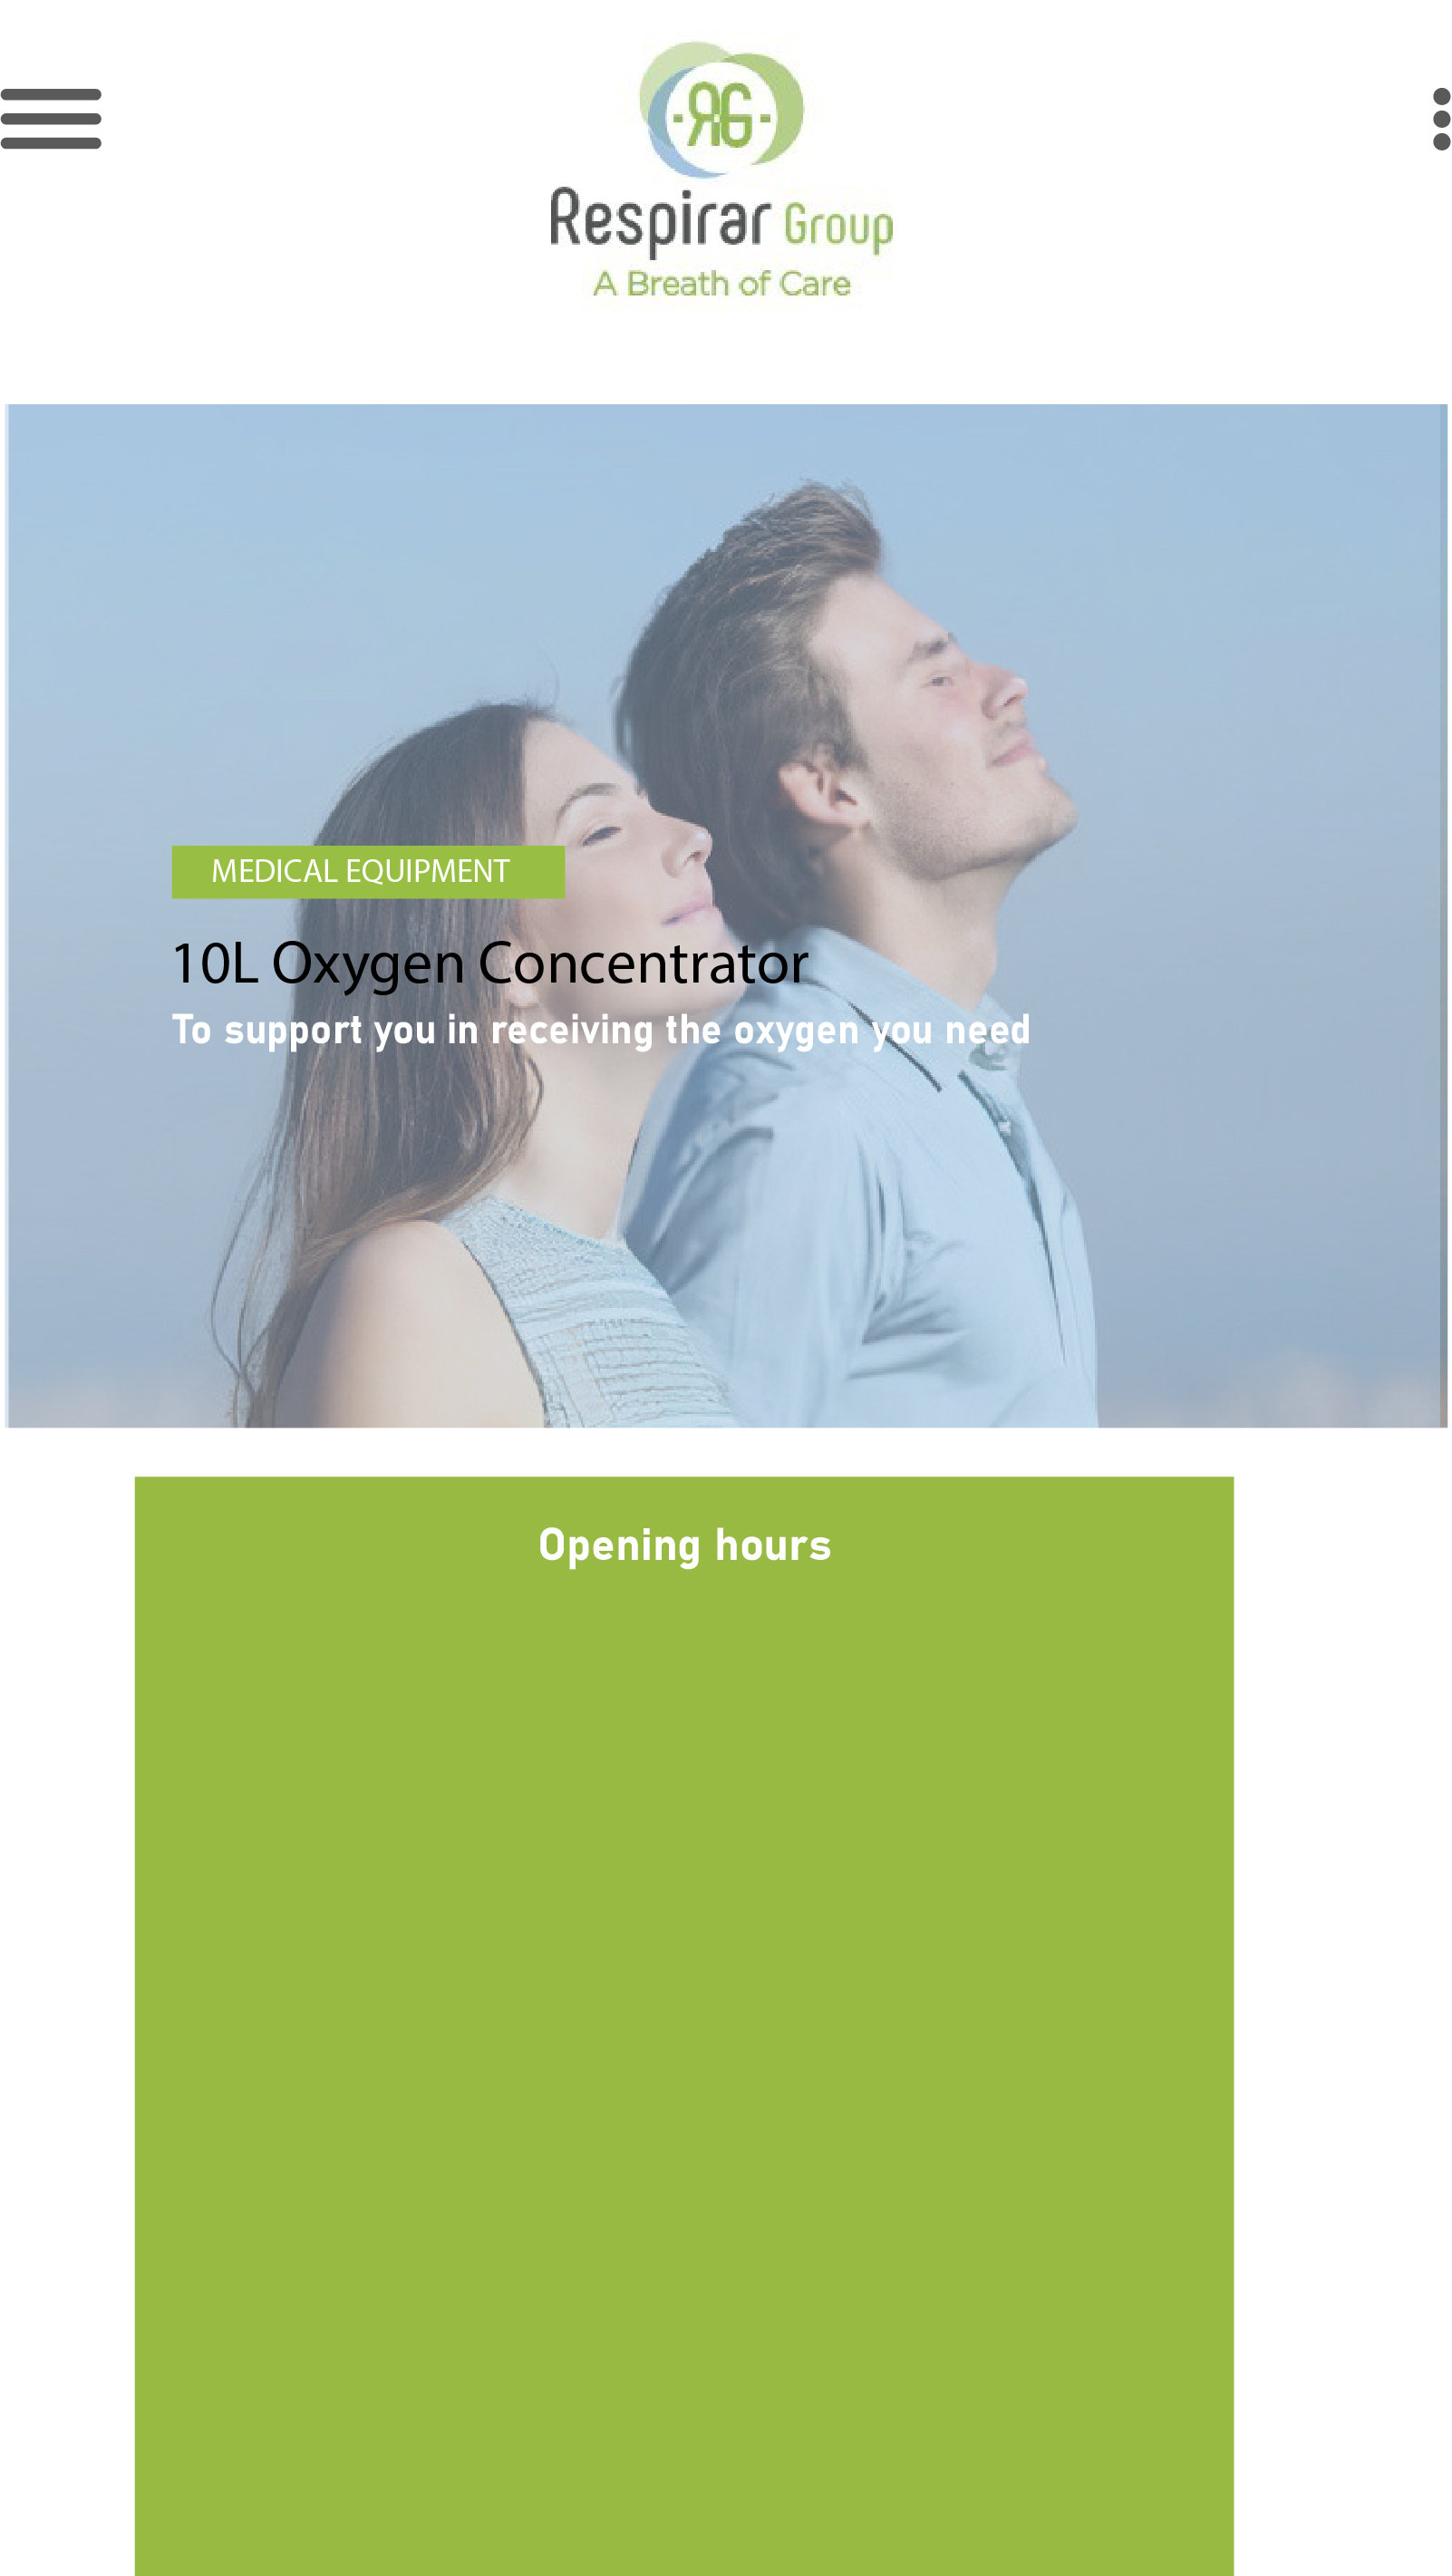 RG
Respirar Group
A Breath of Care
MEDICAL EQUIPMENT
10L Oxygen Concentrator
To support you in receiving the oxygen you need
Opening hours